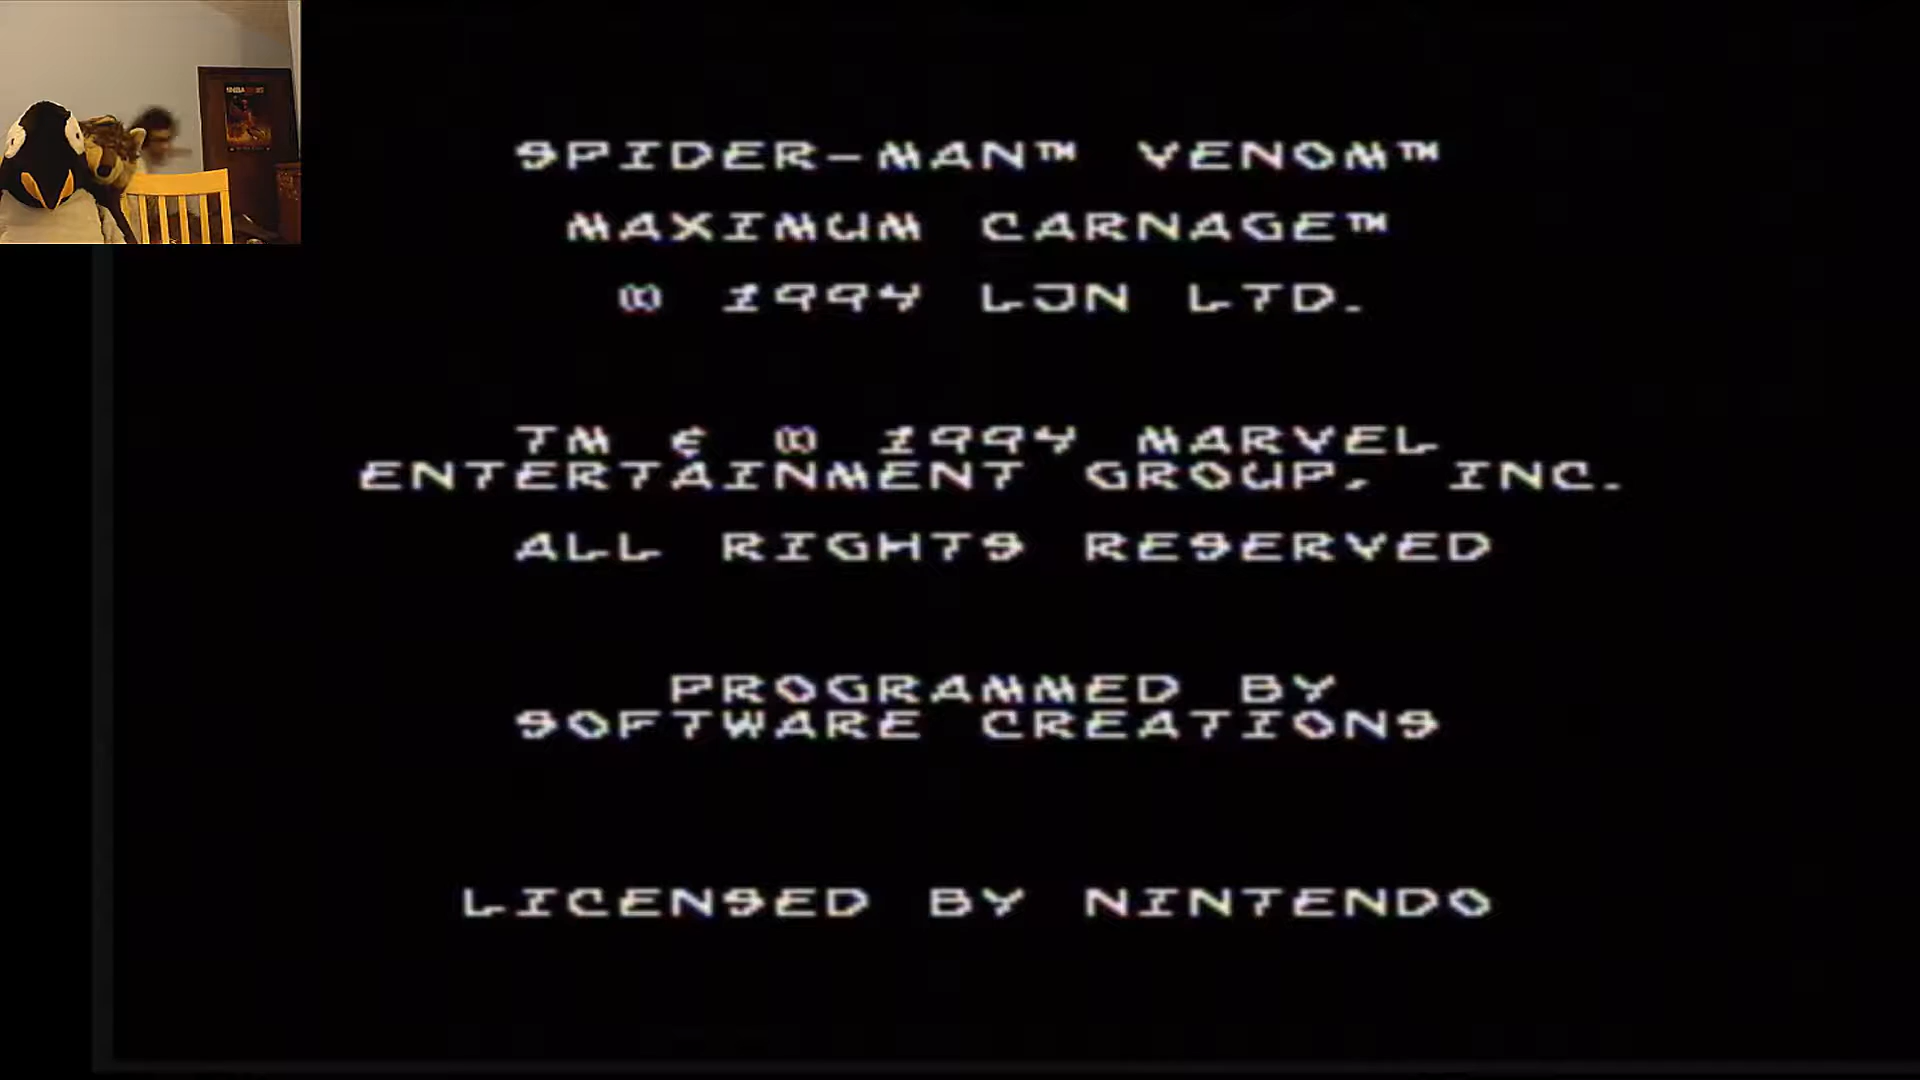 SPIDER-MAN™ VENOM™
MAXIMUM CARNAGE™
© 1994 LJN LTD.
TM & © 1994 MARVEL
ENTERTAINMENT GROUP, INC.
ALL RIGHTS RESERVED
PROGRAMMED BY
SOFTWARE CREATIONS
LICENSED BY NINTENDO